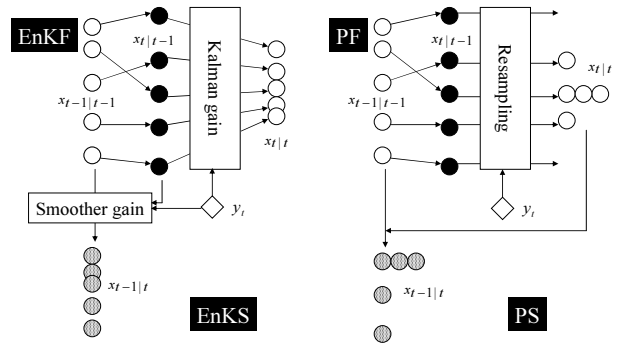 EnKF
x_{t|t-1}
Kalman gain
x_{t-1|t-1}
x_{t|t}
Smoother gain
y_t
x_{t-1|t}
EnKS
PF
x_{t|t-1}
Resampling
x_{t|t}
x_{t-1|t-1}
y_t
x_{t-1|t}
PS